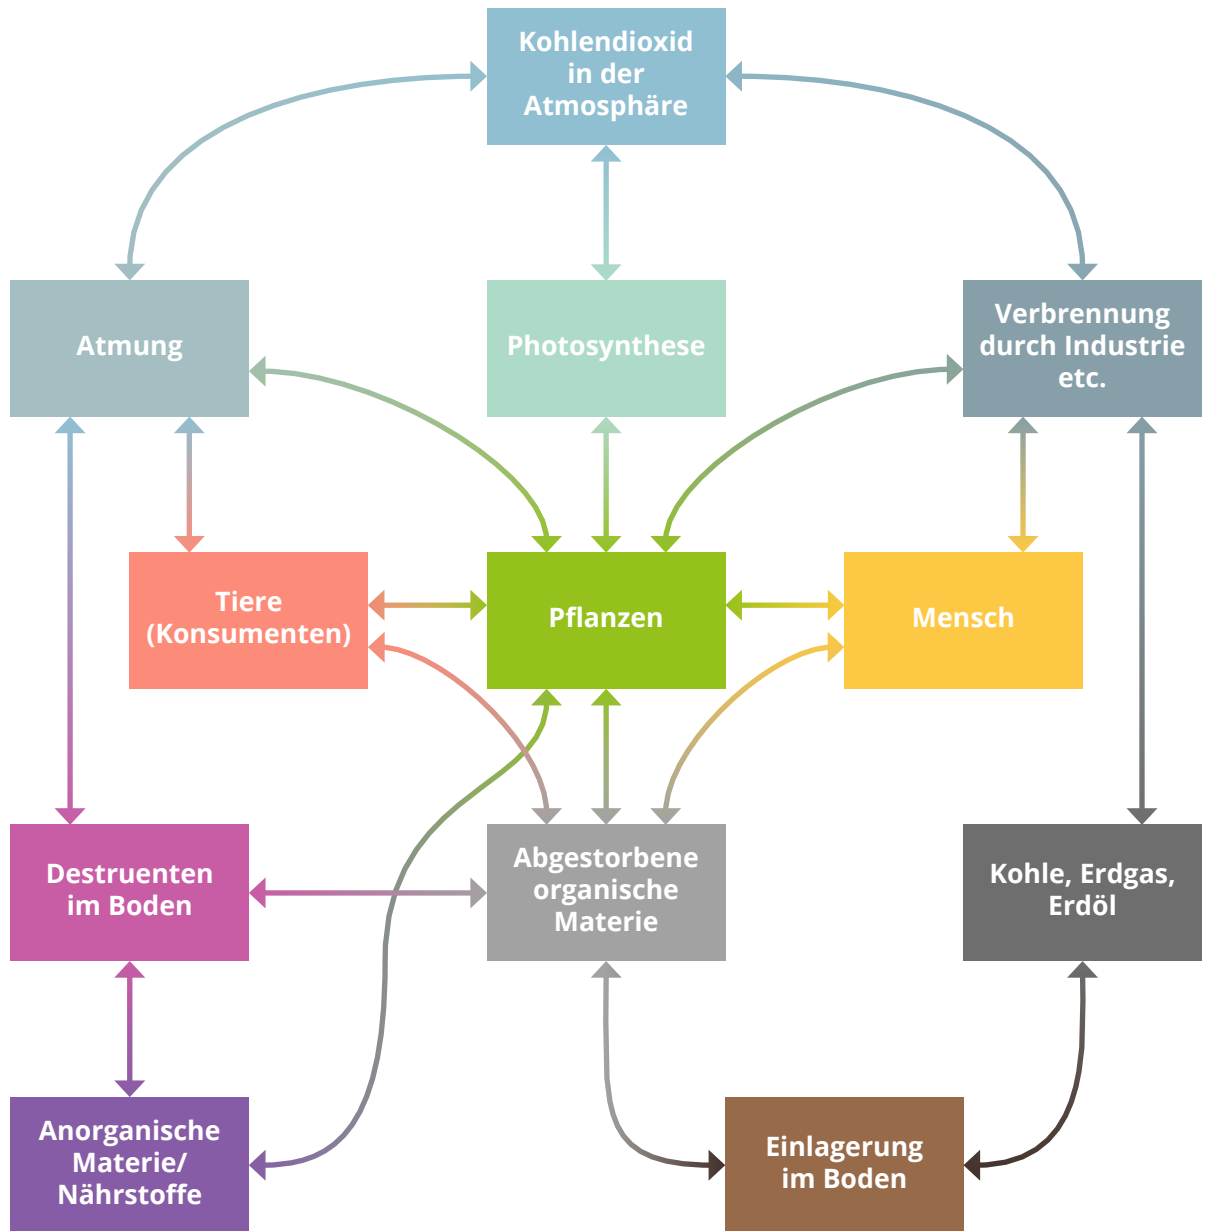 Kohlendioxid
in der
Atmosphäre
Atmung
Photosynthese
Verbrennung
durch Industrie
etc.
Tiere
(Konsumenten)
Pflanzen
Mensch
Destruenten
im Boden
Abgestorbene
organische
Materie
Kohle, Erdgas,
Erdöl
Anorganische
Materie/
Nährstoffe
Einlagerung
im Boden